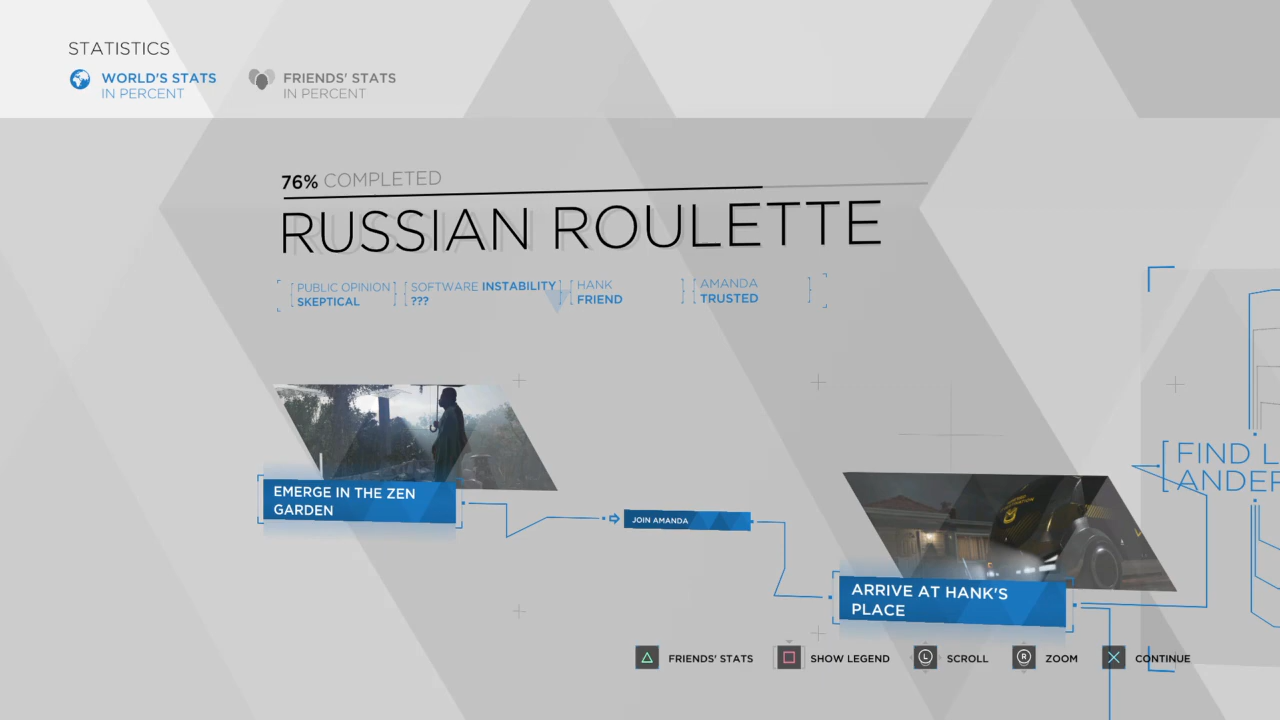 STATISTICS
WORLD'S STATS
IN PERCENT
FRIENDS' STATS
IN PERCENT
76% COMPLETED
RUSSIAN ROULETTE
PUBLIC OPINION
SKEPTICAL
SOFTWARE INSTABILITY
???
HANK
FRIEND
AMANDA
TRUSTED
EMERGE IN THE ZEN
GARDEN
JOIN AMANDA
ARRIVE AT HANK'S
PLACE
FIND L
ANDER
FRIENDS' STATS
SHOW LEGEND
L
SCROLL
R
ZOOM
CONTINUE